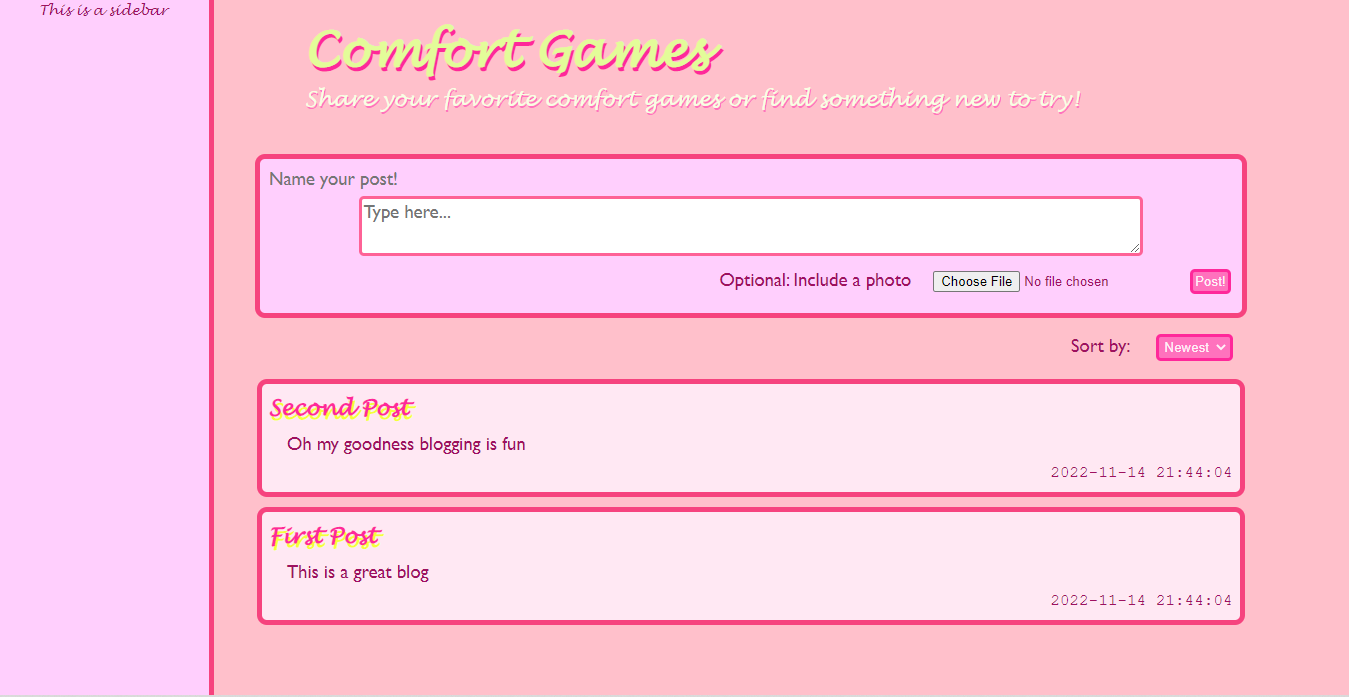 This is a sidebar
Comfort Games
Share your favorite comfort games or find something new to try!
Name your post!
Type here...
Optional: Include a photo Choose File No file chosen Post!
Sort by: Newest
Second Post
Oh my goodness blogging is fun
2022-11-14 21:44:04
First Post
This is a great blog
2022-11-14 21:44:04